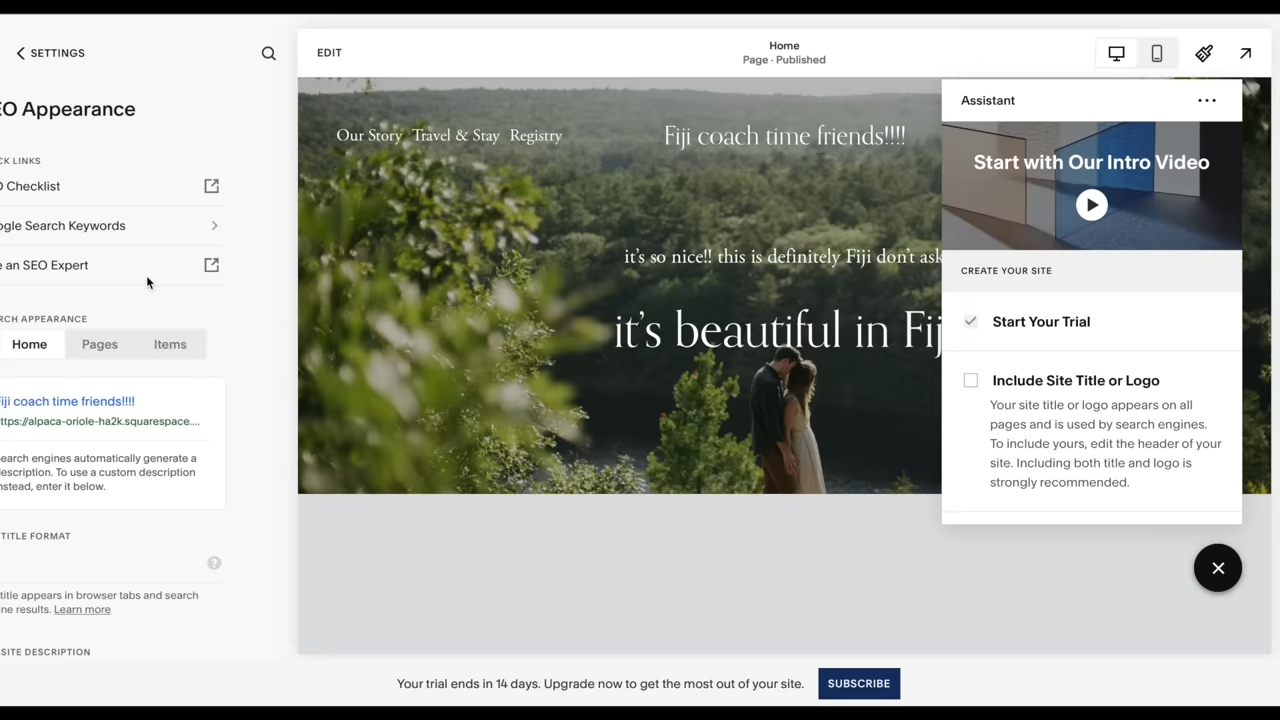 SETTINGS
EO Appearance
CK LINKS
O Checklist
ogle Search Keywords
e an SEO Expert
RCH APPEARANCE
Home Pages Items
iji coach time friends!!!!
ttps://alpaca-oriole-ha2k.squarespace....
earch engines automatically generate a
escription. To use a custom description
nstead, enter it below.
TITLE FORMAT
?
title appears in browser tabs and search
ne results. Learn more
SITE DESCRIPTION
EDIT
Home
Page · Published
Our Story Travel & Stay Registry
Fiji coach time friends!!!!
it's so nice!! this is definitely Fiji don't ask
it's beautiful in Fij
Assistant
Start with Our Intro Video
CREATE YOUR SITE
Start Your Trial
Include Site Title or Logo
Your site title or logo appears on all
pages and is used by search engines.
To include yours, edit the header of your
site. Including both title and logo is
strongly recommended.
Your trial ends in 14 days. Upgrade now to get the most out of your site.
SUBSCRIBE